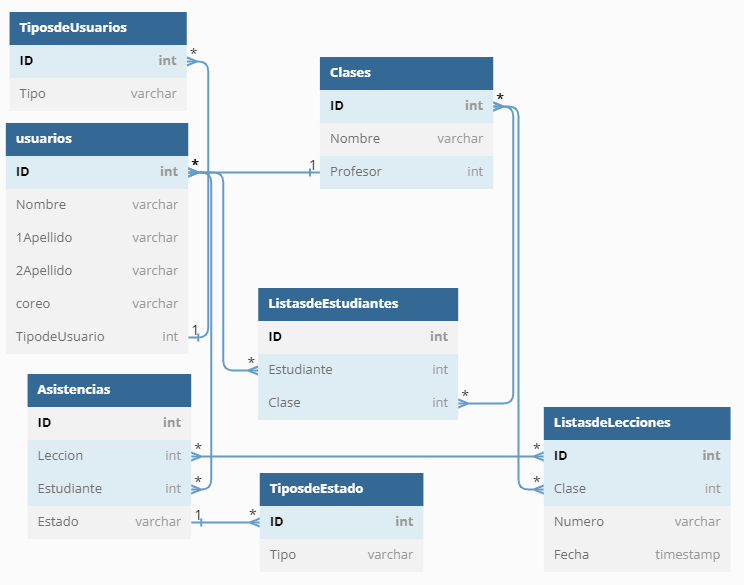 TiposdeUsuarios
ID int
Tipo varchar
usuarios
ID int
Nombre varchar
1Apellido varchar
2Apellido varchar
coreo varchar
TipodeUsuario int
Clases
ID int
Nombre varchar
Profesor int
ListasdeEstudiantes
ID int
Estudiante int
Clase int
Asistencias
ID int
Leccion int
Estudiante int
Estado varchar
TiposdeEstado
ID int
Tipo varchar
ListasdeLecciones
ID int
Clase int
Numero varchar
Fecha timestamp
*
*
1
1
*
*
*
*
*
*
*
1
*